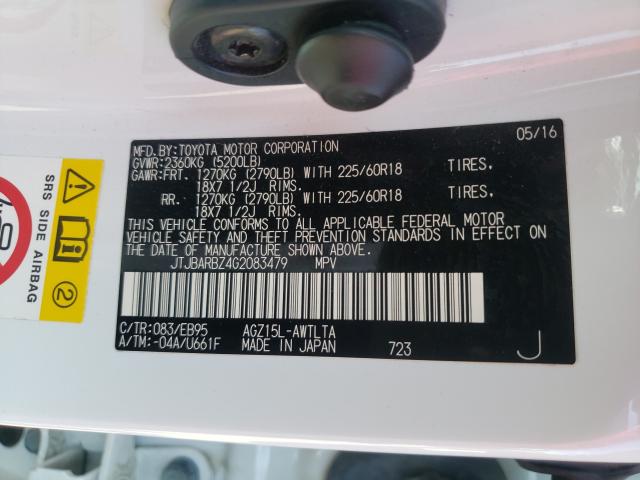 MFD.BY:TOYOTA MOTOR CORPORATION 05/16
GVWR:2360KG (5200LB)
GAWR:FRT. 1270KG (2790LB) WITH 225/60R18 TIRES.
18X7 1/2J RIMS.
RR. 1270KG (2790LB) WITH 225/60R18 TIRES.
18X7 1/2J RIMS.
THIS VEHICLE CONFORMS TO ALL APPLICABLE FEDERAL MOTOR
VEHICLE SAFETY AND THEFT PREVENTION STANDARDS IN EFFECT ON
THE DATE OF MANUFACTURE SHOWN ABOVE.
JTJBARBZ4G2083479 MPV
C/TR:083/EB95 AGZ15L-AWTLTA
A/TM:-04A/U661F MADE IN JAPAN 723 J
SRS SIDE AIRBAG
2